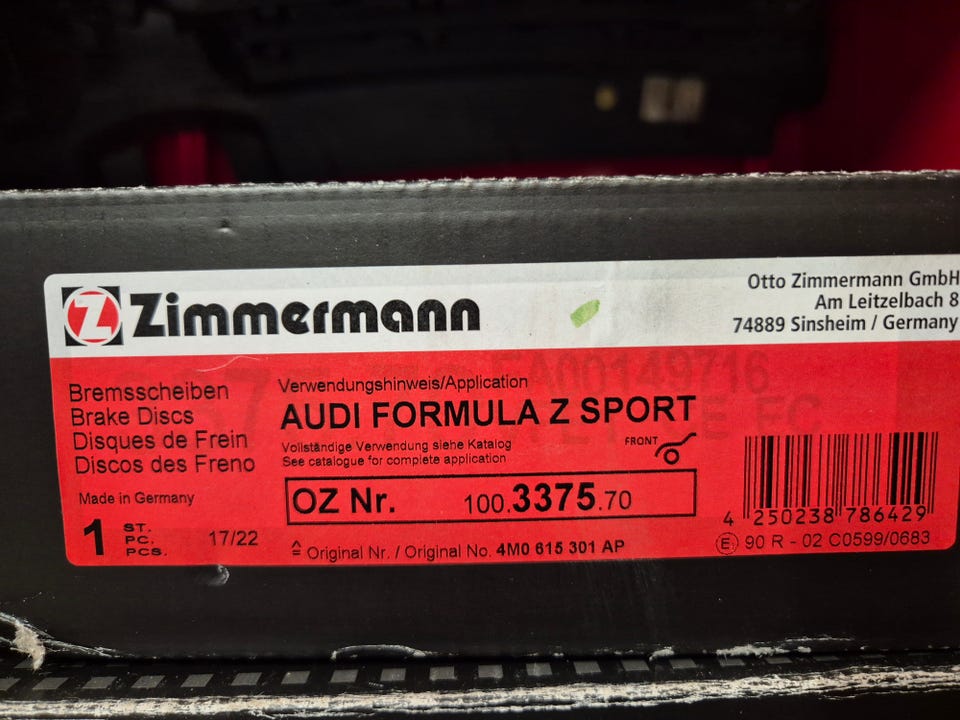 Z Zimmermann
Otto Zimmermann GmbH
Am Leitzelbach 8
74889 Sinsheim / Germany
Bremsscheiben
Brake Discs
Disques de Frein
Discos des Freno
Made in Germany
1 ST.
PC.
PCS.
17/22
Verwendungshinweis/Application
AUDI FORMULA Z SPORT
Vollständige Verwendung siehe Katalog
See catalogue for complete application
FRONT
OZ Nr. 100.3375.70
≙ Original Nr. / Original No. 4M0 615 301 AP
4 250238 786429
E1 90 R - 02 C0599/0683